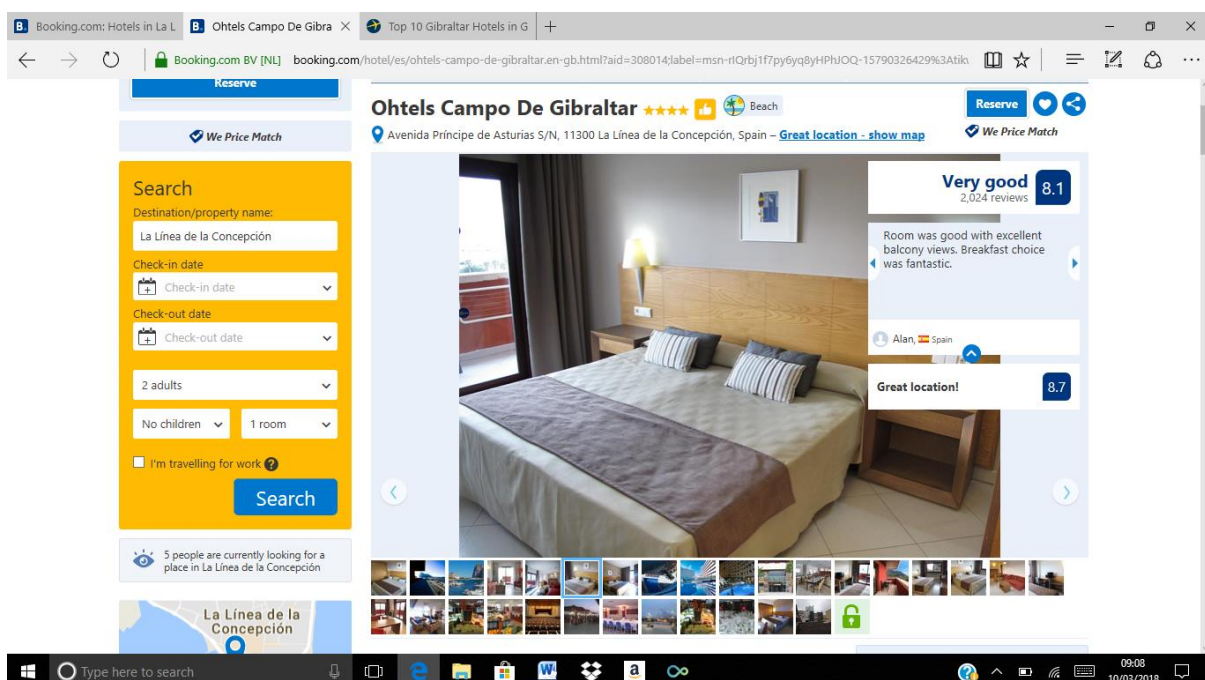 B. Booking.com: Hotels in La L
B. Ohtels Campo De Gibra
Top 10 Gibraltar Hotels in G
Booking.com BV [NL] booking.com/hotel/es/ohtels-campo-de-gibraltar.en-gb.html?aid=308014;label=msn-rIQrbj1f7py6yq8yHPhJOQ-15790326429%3Atik
Reserve
We Price Match
Search
Destination/property name:
La Línea de la Concepción
Check-in date
Check-in date
Check-out date
Check-out date
2 adults
No children 1 room
I'm travelling for work ?
Search
5 people are currently looking for a
place in La Línea de la Concepción
La Línea de la
Concepción
Ohtels Campo De Gibraltar Beach
Reserve
Avenida Príncipe de Asturias S/N, 11300 La Línea de la Concepción, Spain – Great location - show map
We Price Match
Very good 8.1
2,024 reviews
Room was good with excellent
balcony views. Breakfast choice
was fantastic.
Alan, Spain
Great location! 8.7
Type here to search
e
W
a
?
09:08
10/03/2018